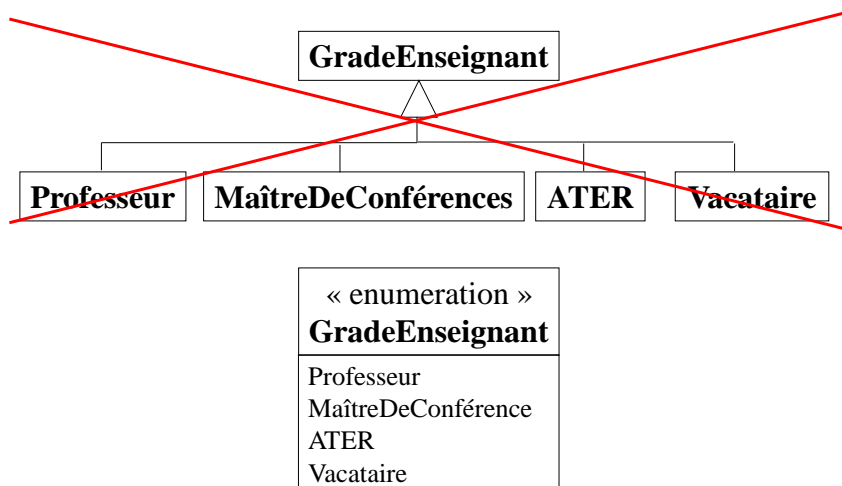 GradeEnseignant
Professeur MaîtreDeConférences ATER Vacataire
« enumeration »
GradeEnseignant
Professeur
MaîtreDeConférence
ATER
Vacataire